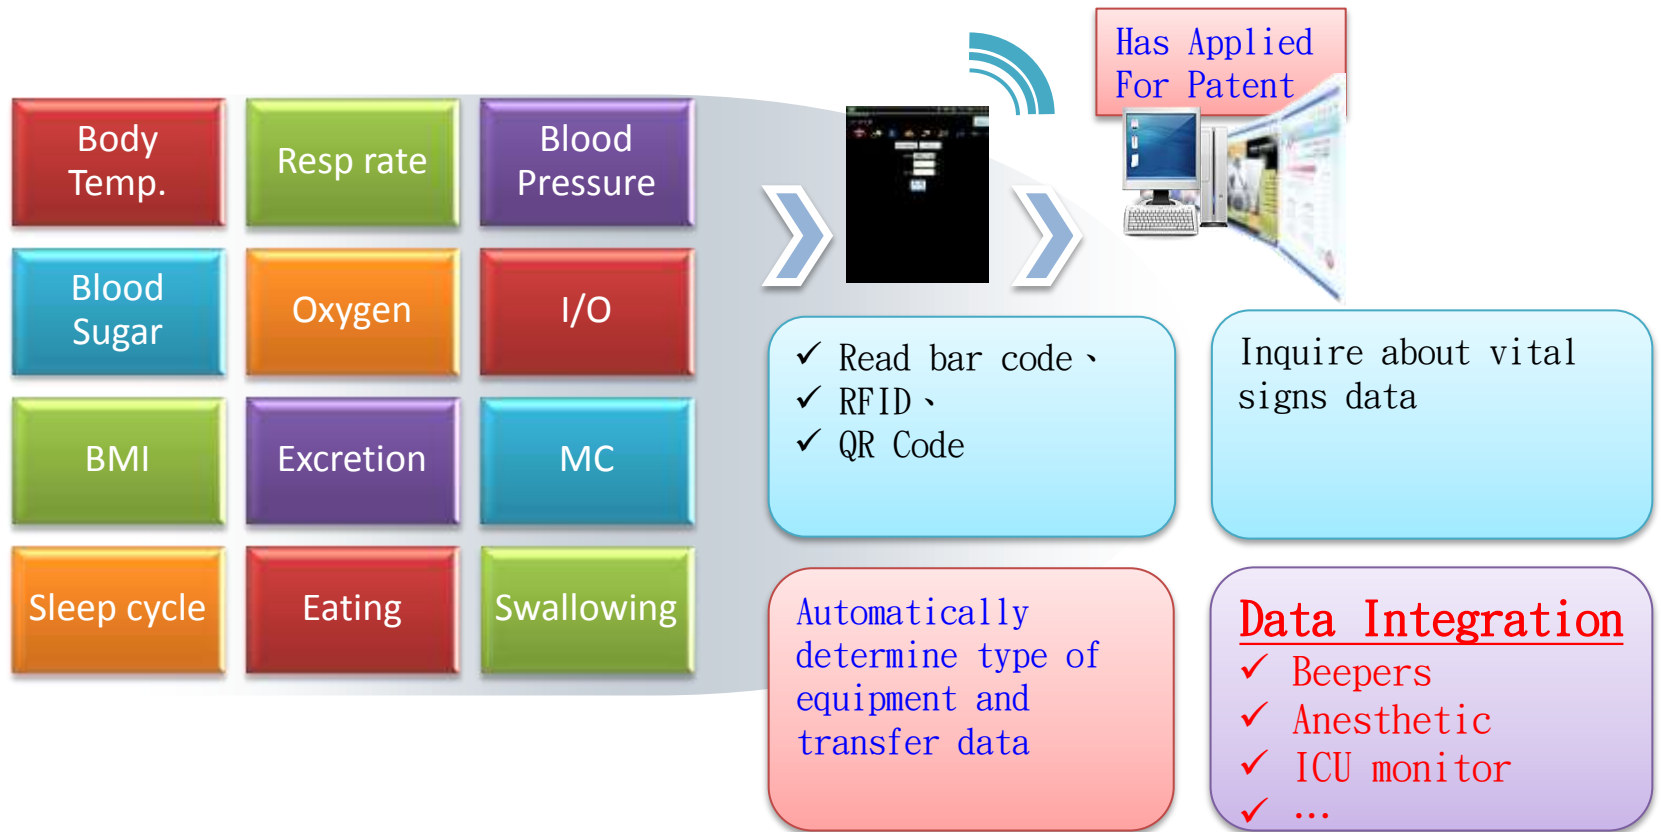 Has Applied
For Patent
Body
Temp.
Resp rate
Blood
Pressure
Blood
Sugar
Oxygen
I/O
BMI
Excretion
MC
Sleep cycle
Eating
Swallowing
✓ Read bar code、
✓ RFID、
✓ QR Code
Inquire about vital
signs data
Automatically
determine type of
equipment and
transfer data
Data Integration
✓ Beepers
✓ Anesthetic
✓ ICU monitor
✓ …